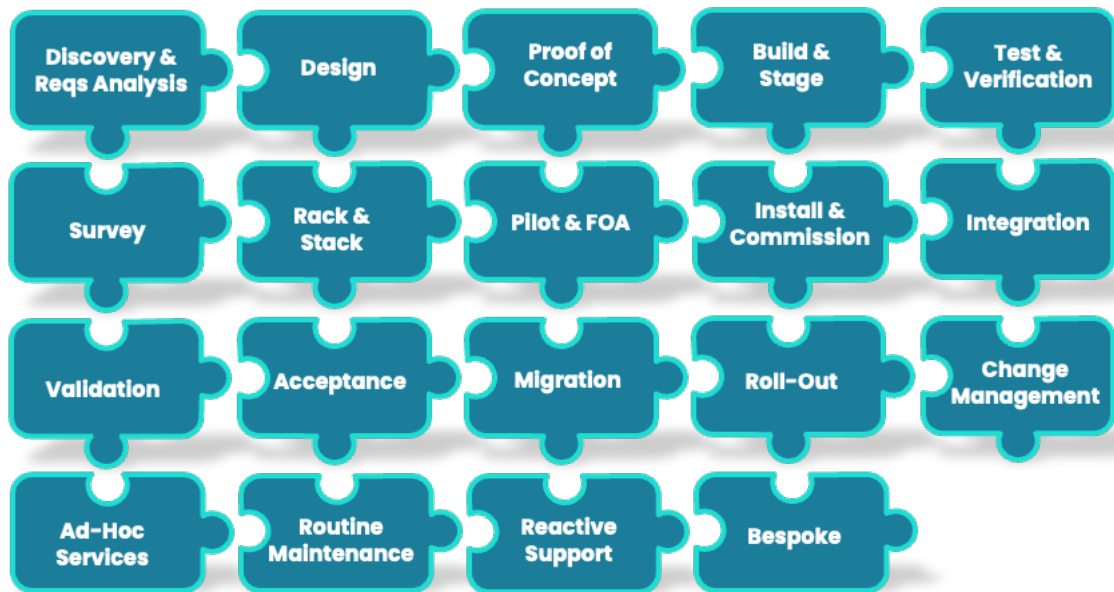 Discovery &
Reqs Analysis
Design
Proof of
Concept
Build &
Stage
Test &
Verification
Survey
Rack &
Stack
Pilot & FOA
Install &
Commission
Integration
Validation
Acceptance
Migration
Roll-Out
Change
Management
Ad-Hoc
Services
Routine
Maintenance
Reactive
Support
Bespoke